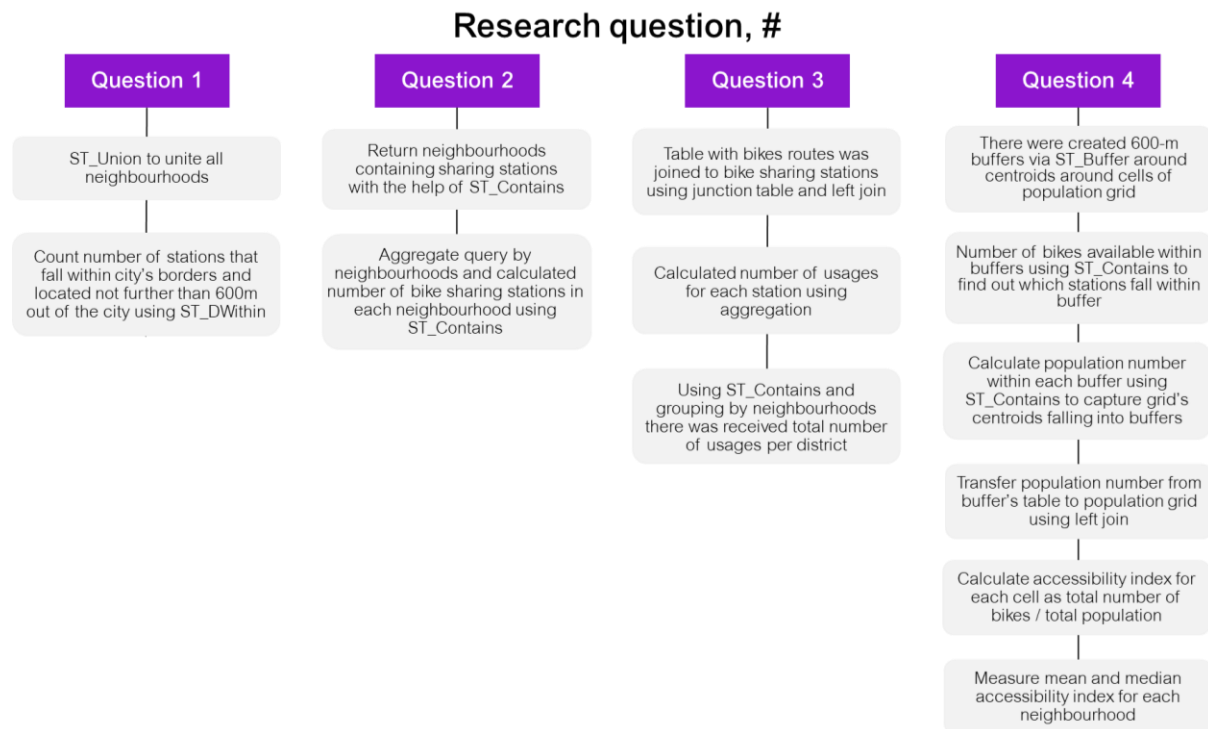 Research question, #
Question 1
ST_Union to unite all
neighbourhoods
Count number of stations that
fall within city's borders and
located not further than 600m
out of the city using ST_DWithin
Question 2
Return neighbourhoods
containing sharing stations
with the help of ST_Contains
Aggregate query by
neighbourhoods and calculated
number of bike sharing stations in
each neighbourhood using
ST_Contains
Question 3
Table with bikes routes was
joined to bike sharing stations
using junction table and left join
Calculated number of usages
for each station using
aggregation
Using ST_Contains and
grouping by neighbourhoods
there was received total number
of usages per district
Question 4
There were created 600-m
buffers via ST_Buffer around
centroids around cells of
population grid
Number of bikes available within
buffers using ST_Contains to
find out which stations fall within
buffer
Calculate population number
within each buffer using
ST_Contains to capture grid's
centroids falling into buffers
Transfer population number from
buffer's table to population grid
using left join
Calculate accessibility index for
each cell as total number of
bikes / total population
Measure mean and median
accessibility index for each
neighbourhood